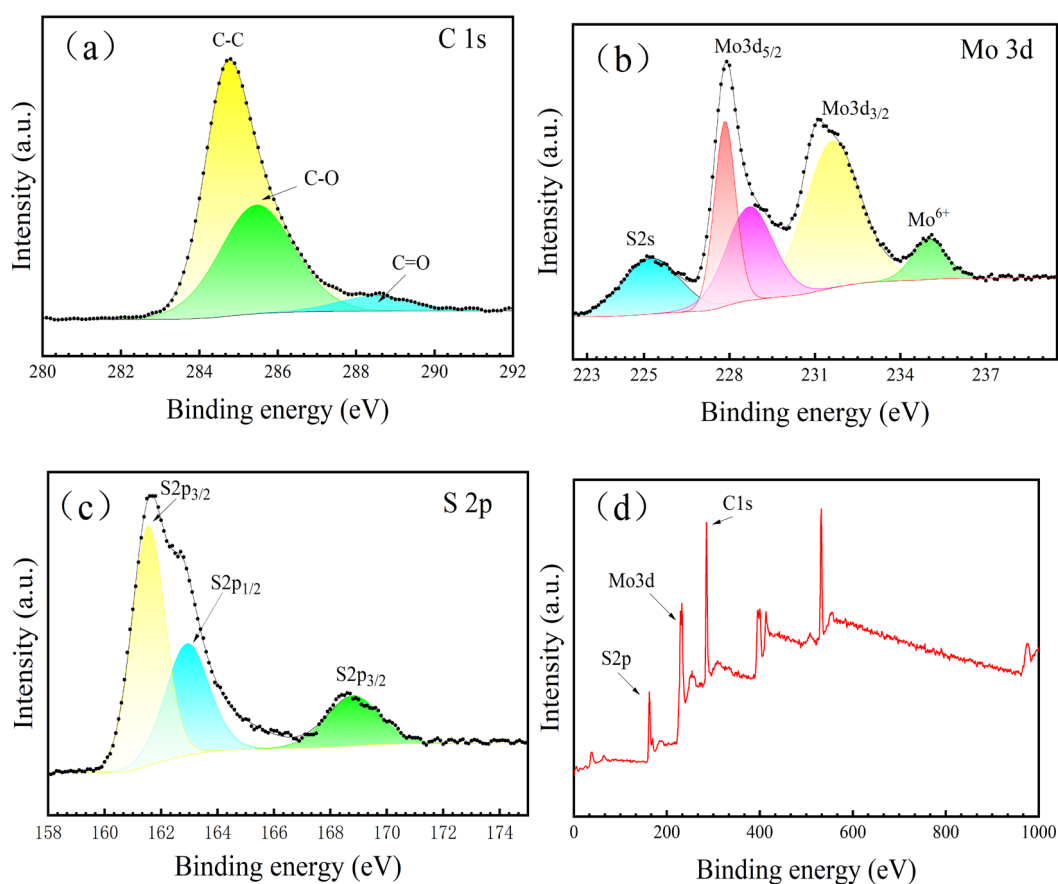 (a)
C 1s
C-C
C-O
C=O
Intensity (a.u.)
280 282 284 286 288 290 292
Binding energy (eV)
(b)
Mo 3d
Mo3d5/2
Mo3d3/2
S2s
Mo6+
Intensity (a.u.)
223 225 228 231 234 237
Binding energy (eV)
(c)
S 2p
S2p3/2
S2p1/2
S2p3/2
Intensity (a.u.)
158 160 162 164 166 168 170 172 174
Binding energy (eV)
(d)
C1s
Mo3d
S2p
Intensity (a.u.)
0 200 400 600 800 1000
Binding energy (eV)